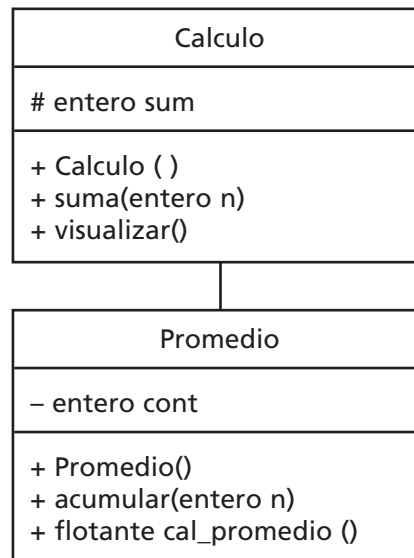 Calculo
# entero sum
+ Calculo ( )
+ suma(entero n)
+ visualizar()
Promedio
– entero cont
+ Promedio()
+ acumular(entero n)
+ flotante cal_promedio ()